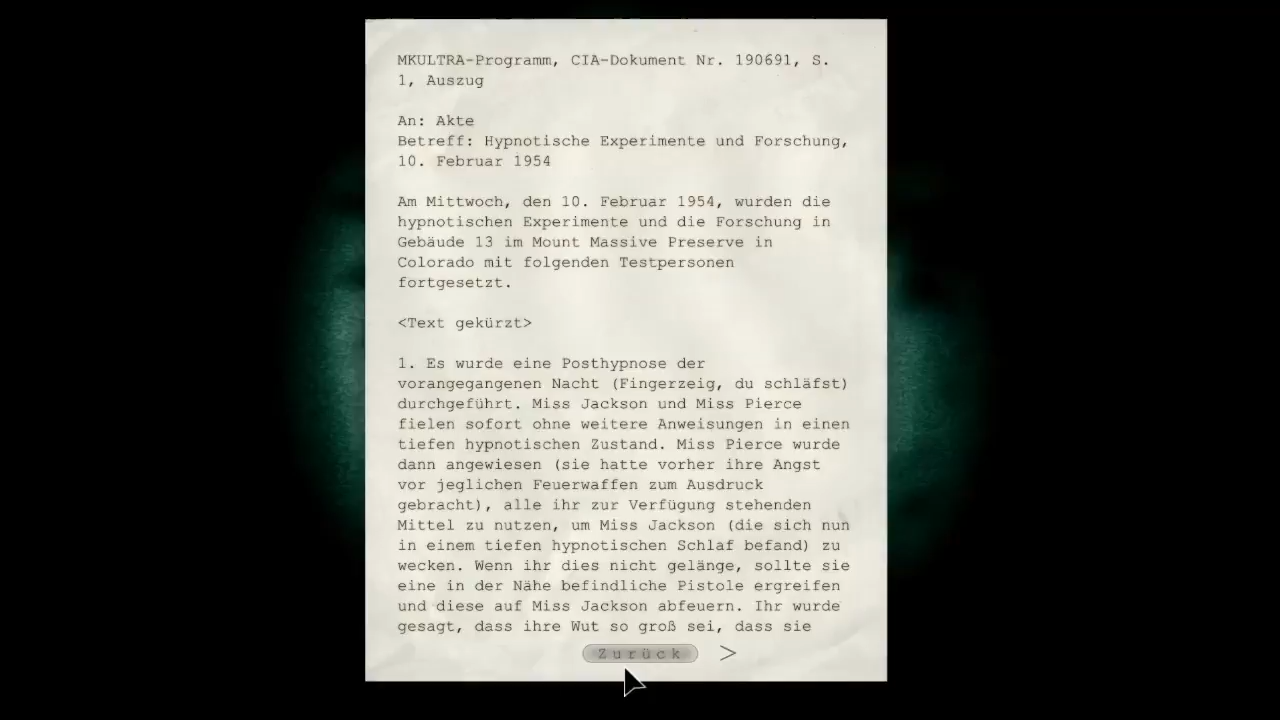 MKULTRA-Programm, CIA-Dokument Nr. 190691, S.
1, Auszug
An: Akte
Betreff: Hypnotische Experimente und Forschung,
10. Februar 1954
Am Mittwoch, den 10. Februar 1954, wurden die
hypnotischen Experimente und die Forschung in
Gebäude 13 im Mount Massive Preserve in
Colorado mit folgenden Testpersonen
fortgesetzt.
<Text gekürzt>
1. Es wurde eine Posthypnose der
vorangegangenen Nacht (Fingerzeig, du schläfst)
durchgeführt. Miss Jackson und Miss Pierce
fielen sofort ohne weitere Anweisungen in einen
tiefen hypnotischen Zustand. Miss Pierce wurde
dann angewiesen (sie hatte vorher ihre Angst
vor jeglichen Feuerwaffen zum Ausdruck
gebracht), alle ihr zur Verfügung stehenden
Mittel zu nutzen, um Miss Jackson (die sich nun
in einem tiefen hypnotischen Schlaf befand) zu
wecken. Wenn ihr dies nicht gelänge, sollte sie
eine in der Nähe befindliche Pistole ergreifen
und diese auf Miss Jackson abfeuern. Ihr wurde
gesagt, dass ihre Wut so groß sei, dass sie
Zurück >